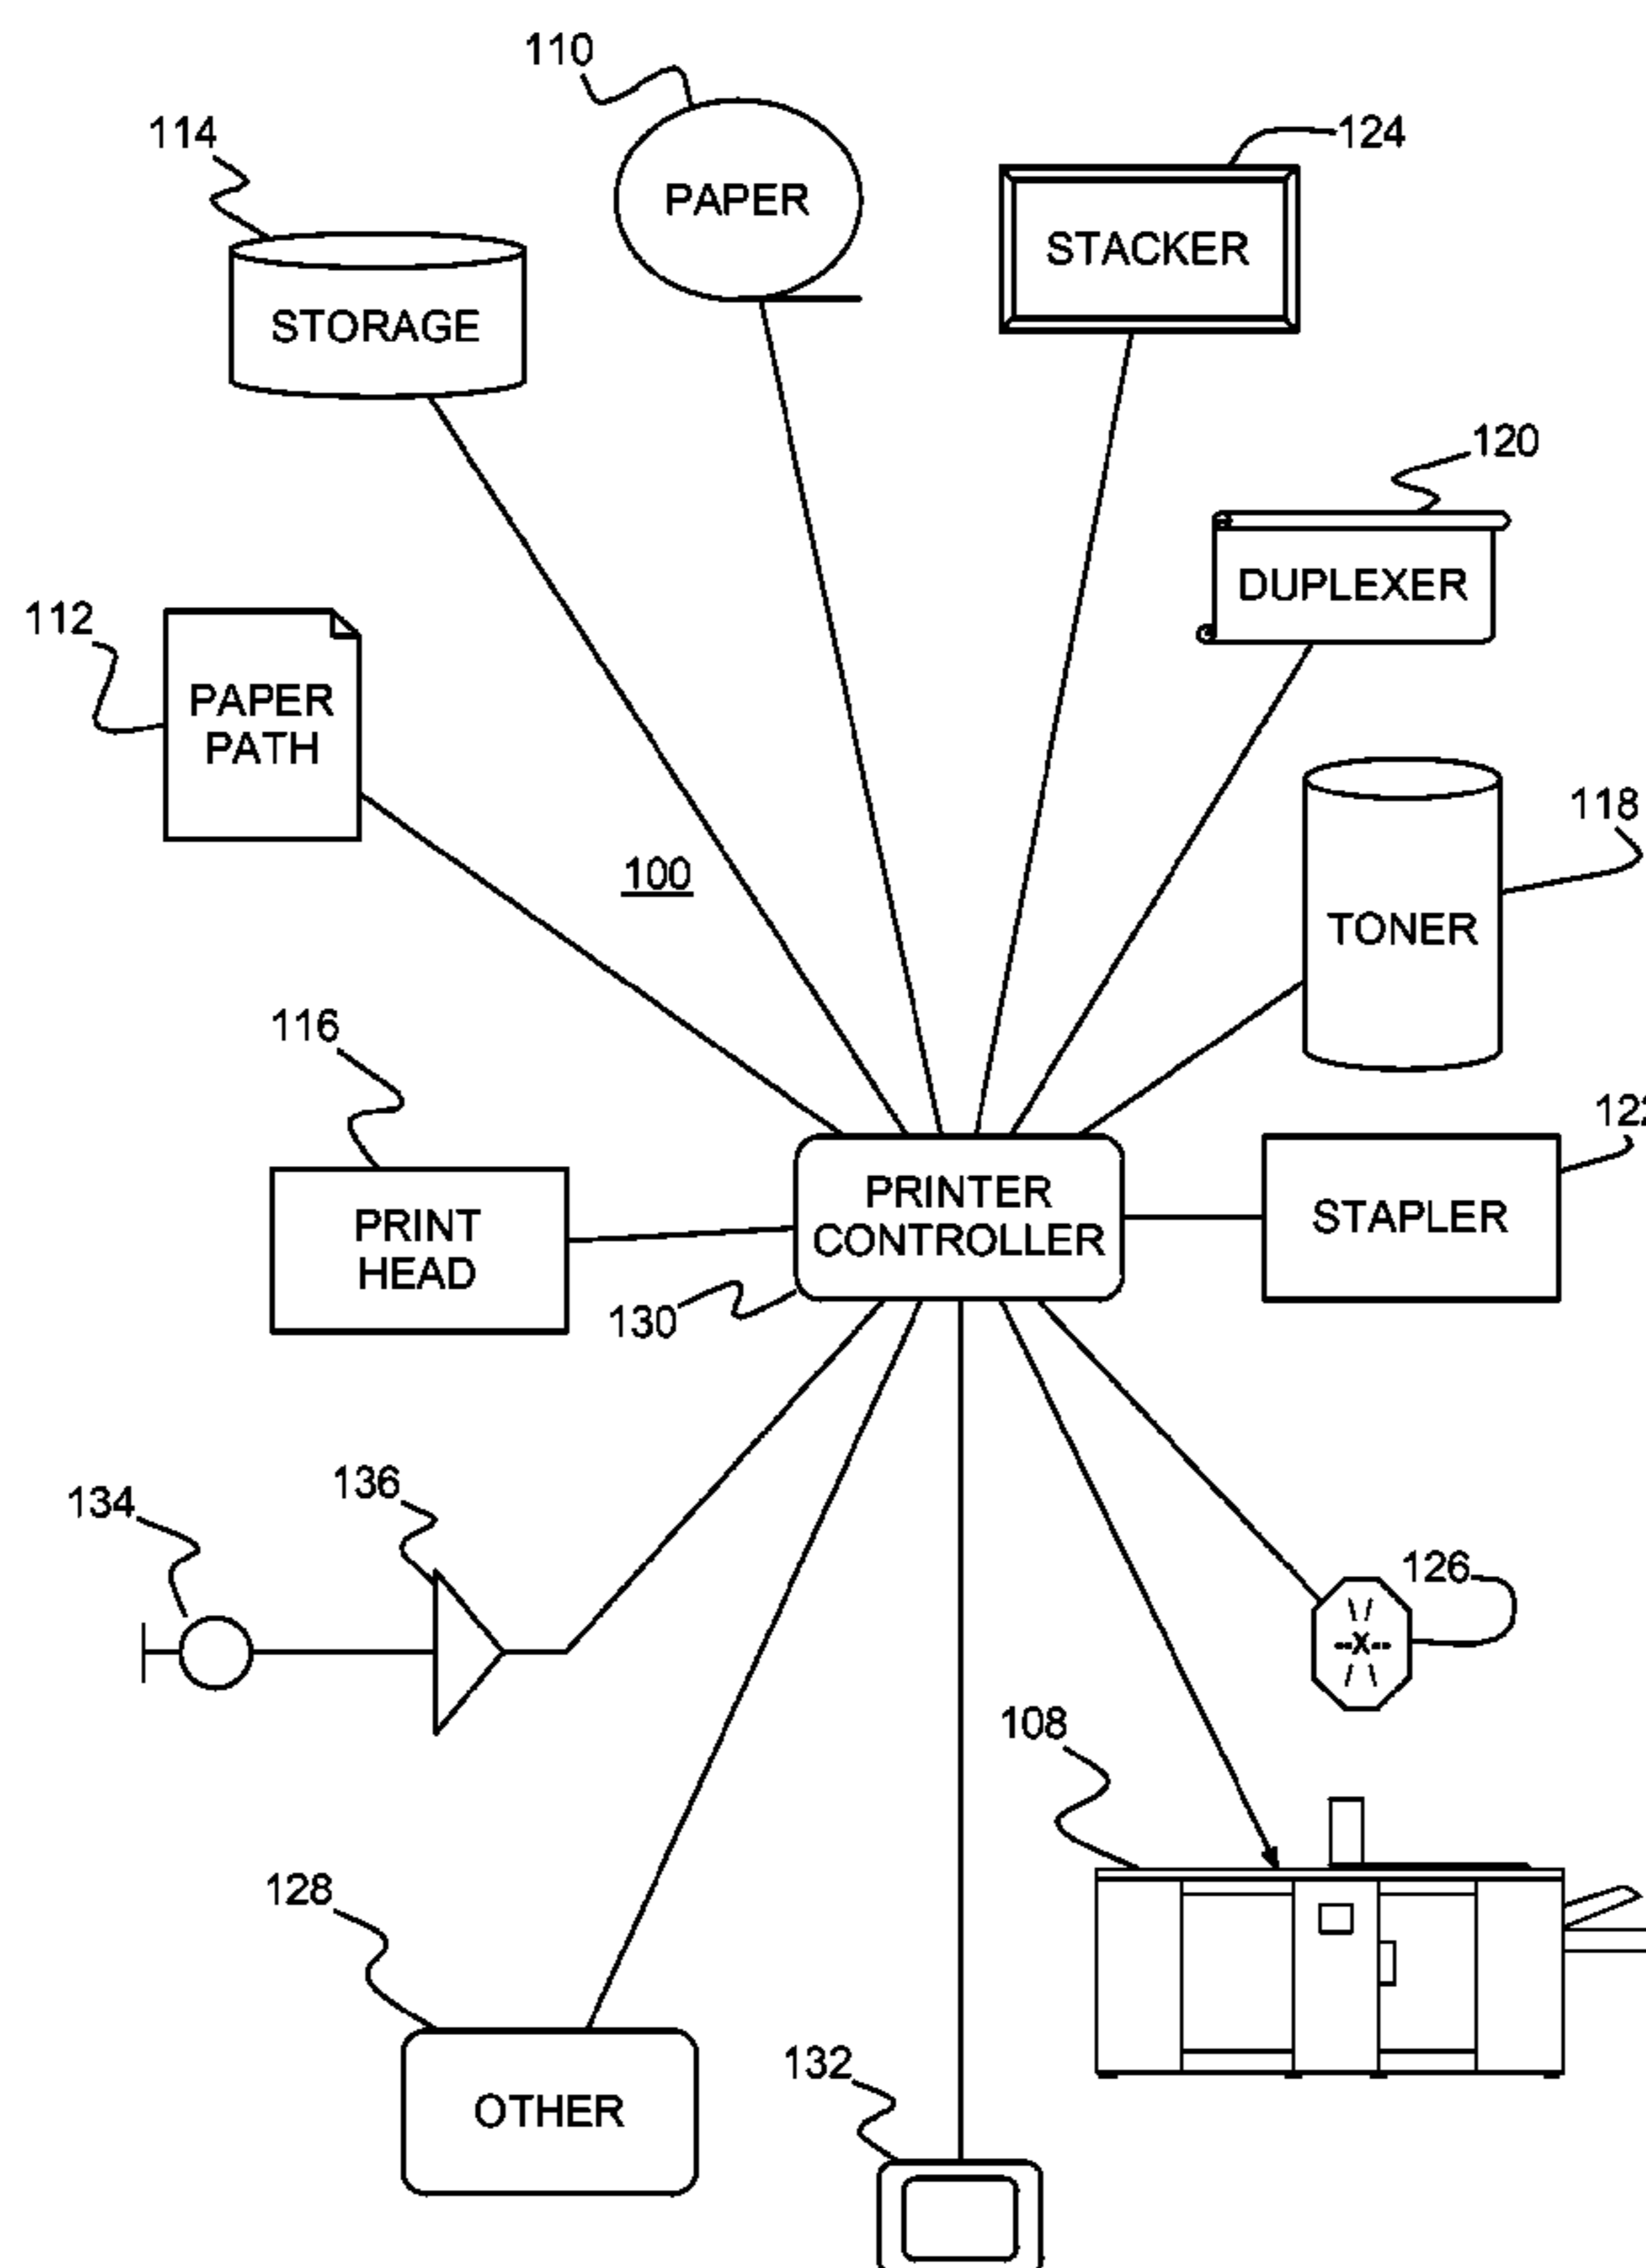 110
114
124
PAPER
STACKER
STORAGE
120
DUPLEXER
112
PAPER
PATH
118
100
TONER
116
122
PRINTER
CONTROLLER
STAPLER
PRINT
HEAD
130
136
134
126
--X--
108
128
132
OTHER